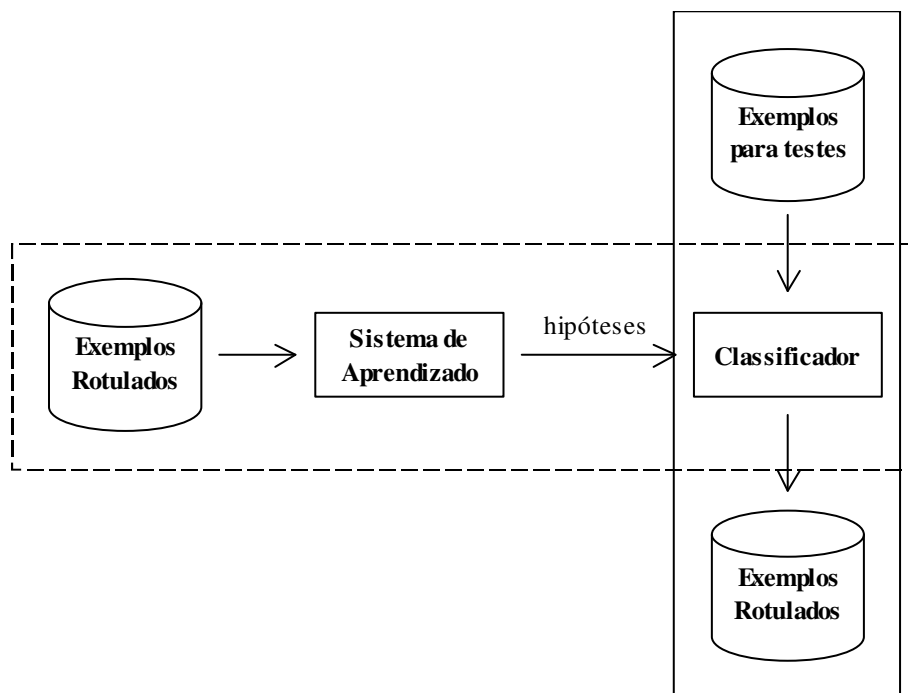 Exemplos
para testes
Exemplos
Rotulados
Sistema de
Aprendizado
hipóteses
Classificador
Exemplos
Rotulados